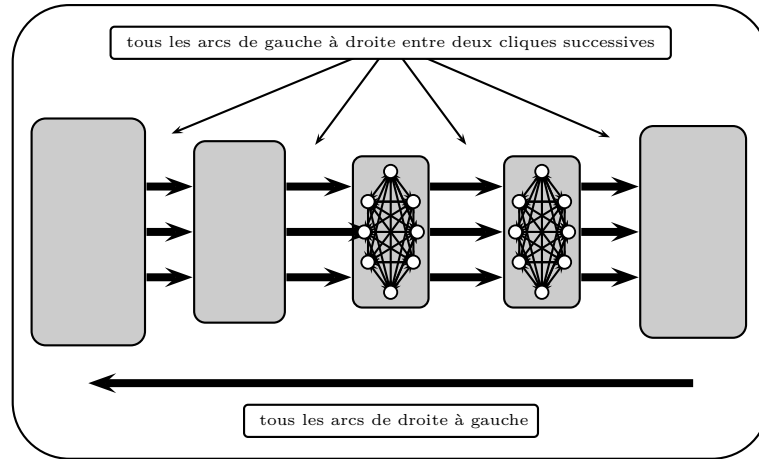 tous les arcs de gauche à droite entre deux cliques successives
tous les arcs de droite à gauche